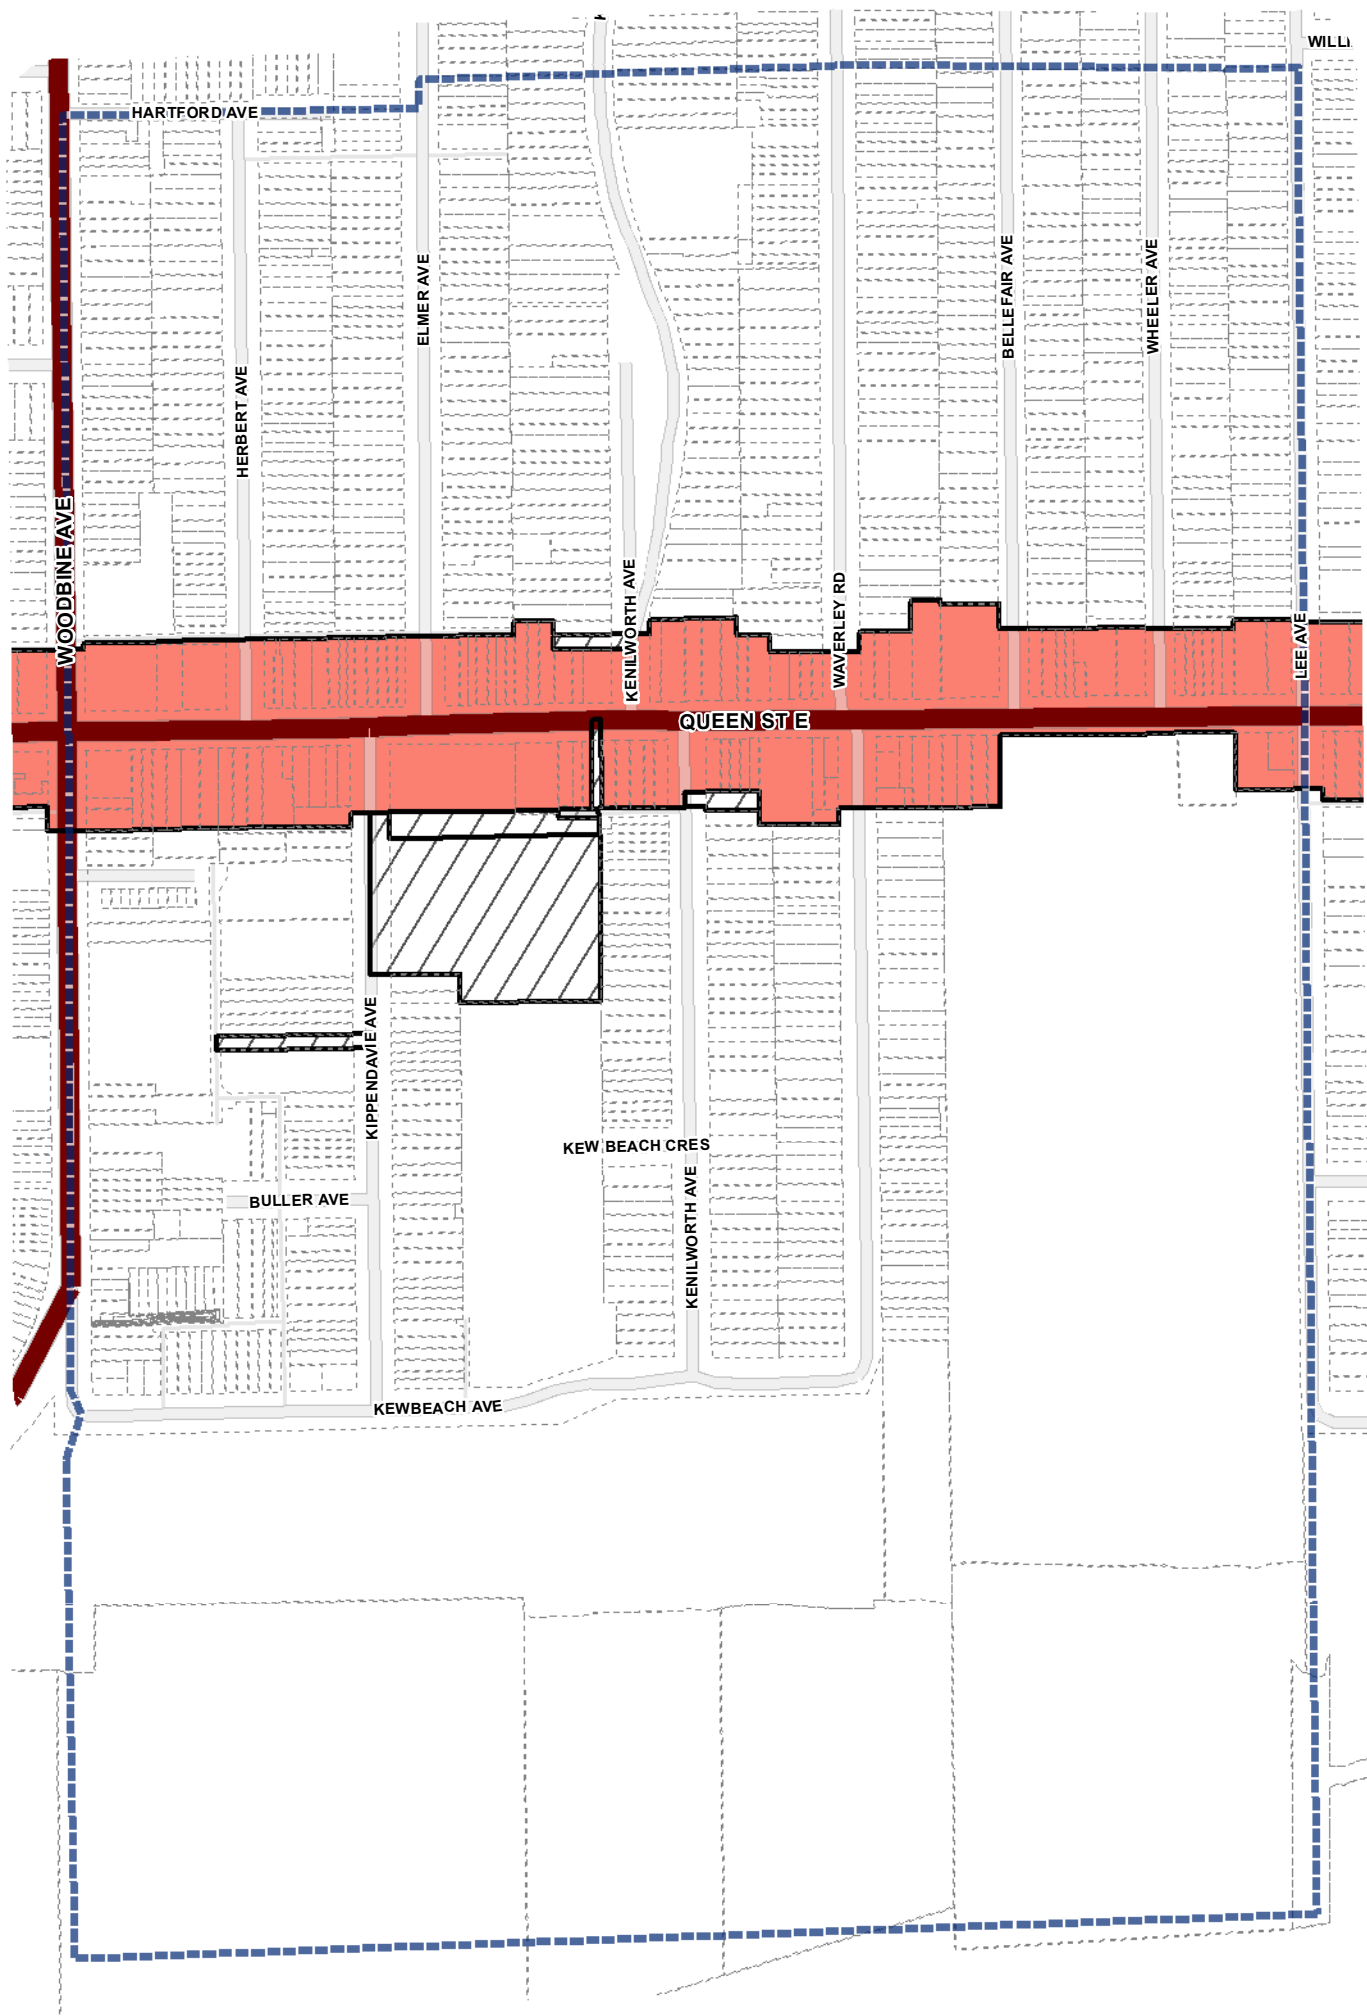 WILLI
HARTFORD AVE
ELMER AVE
BELLEFAIR AVE
WHEELER AVE
HERBERT AVE
WOODBINE AVE
KENILWORTH AVE
WAVERLEY RD
LEE AVE
QUEEN ST E
KIPPENDAVIE AVE
KEW BEACH CRES
KENILWORTH AVE
BULLER AVE
KEWBEACH AVE